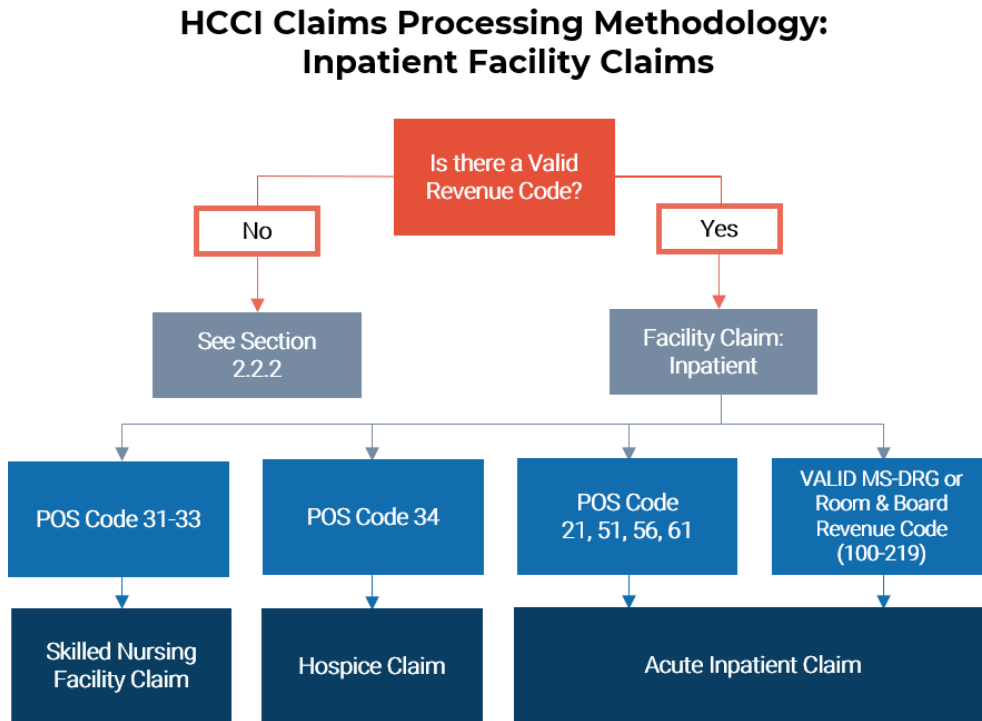 HCCI Claims Processing Methodology:
Inpatient Facility Claims
Is there a Valid
Revenue Code?
No
Yes
See Section
2.2.2
Facility Claim:
Inpatient
POS Code 31-33
POS Code 34
POS Code
21, 51, 56, 61
VALID MS-DRG or
Room & Board
Revenue Code
(100-219)
Skilled Nursing
Facility Claim
Hospice Claim
Acute Inpatient Claim